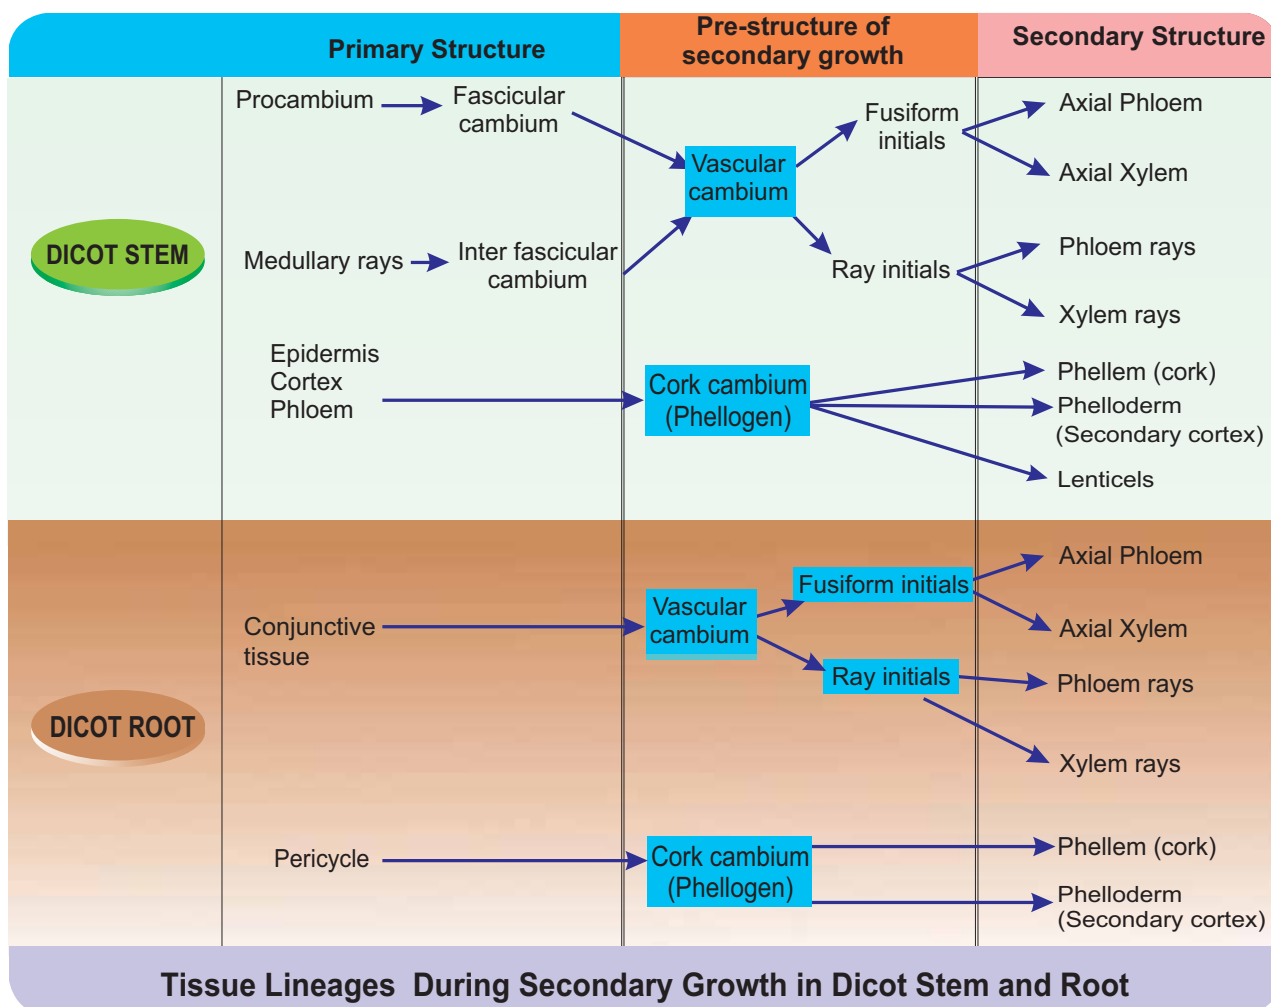 Primary Structure
Pre-structure of
secondary growth
Secondary Structure
DICOT STEM
Procambium
Fascicular
cambium
Medullary rays
Inter fascicular
cambium
Vascular
cambium
Fusiform
initials
Ray initials
Axial Phloem
Axial Xylem
Phloem rays
Xylem rays
Epidermis
Cortex
Phloem
Cork cambium
(Phellogen)
Phellem (cork)
Phelloderm
(Secondary cortex)
Lenticels
DICOT ROOT
Conjunctive
tissue
Vascular
cambium
Fusiform initials
Ray initials
Axial Phloem
Axial Xylem
Phloem rays
Xylem rays
Pericycle
Cork cambium
(Phellogen)
Phellem (cork)
Phelloderm
(Secondary cortex)
Tissue Lineages During Secondary Growth in Dicot Stem and Root